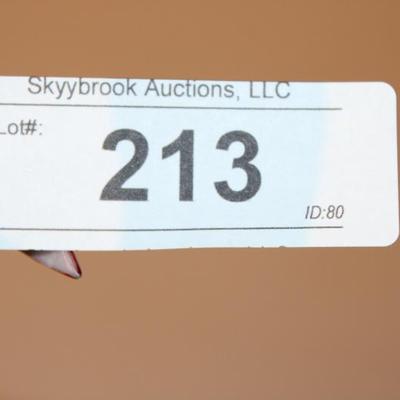 Skyybrook Auctions, LLC
Lot#:
213
ID:80